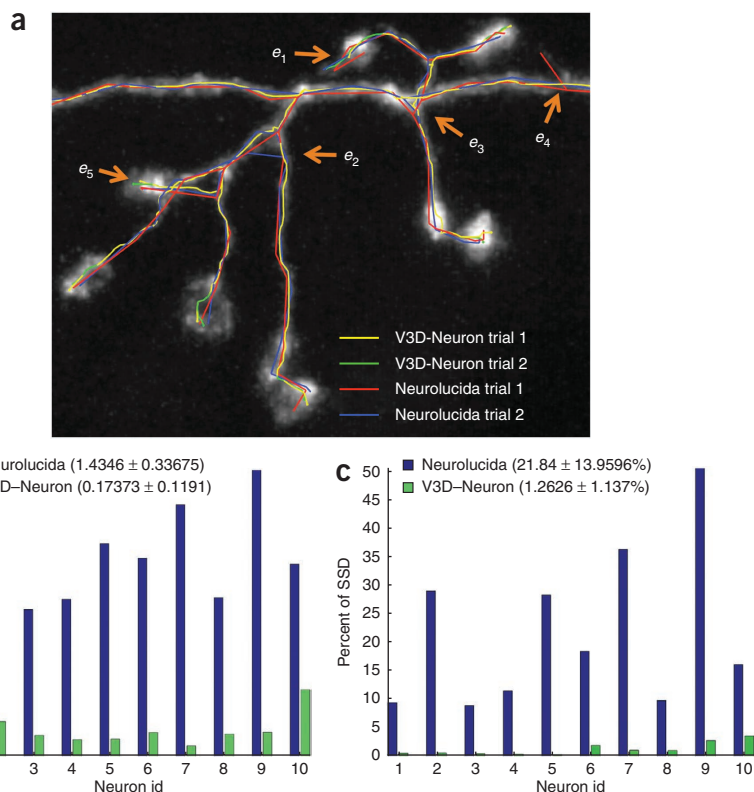 a
e1
e2
e3
e4
e5
V3D-Neuron trial 1
V3D-Neuron trial 2
Neurolucida trial 1
Neurolucida trial 2
urolucida (1.4346 ± 0.33675)
D–Neuron (0.17373 ± 0.1191)
3 4 5 6 7 8 9 10
Neuron id
c
Neurolucida (21.84 ± 13.9596%)
V3D–Neuron (1.2626 ± 1.137%)
Percent of SSD
50
45
40
35
30
25
20
15
10
5
0
1 2 3 4 5 6 7 8 9 10
Neuron id